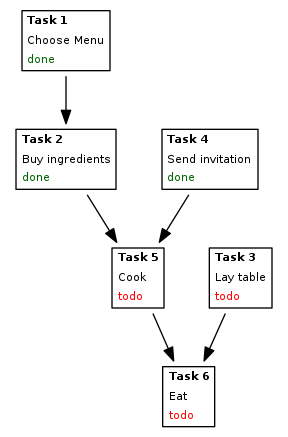 Task 1
Choose Menu
done
Task 2
Buy ingredients
done
Task 4
Send invitation
done
Task 5
Cook
todo
Task 3
Lay table
todo
Task 6
Eat
todo